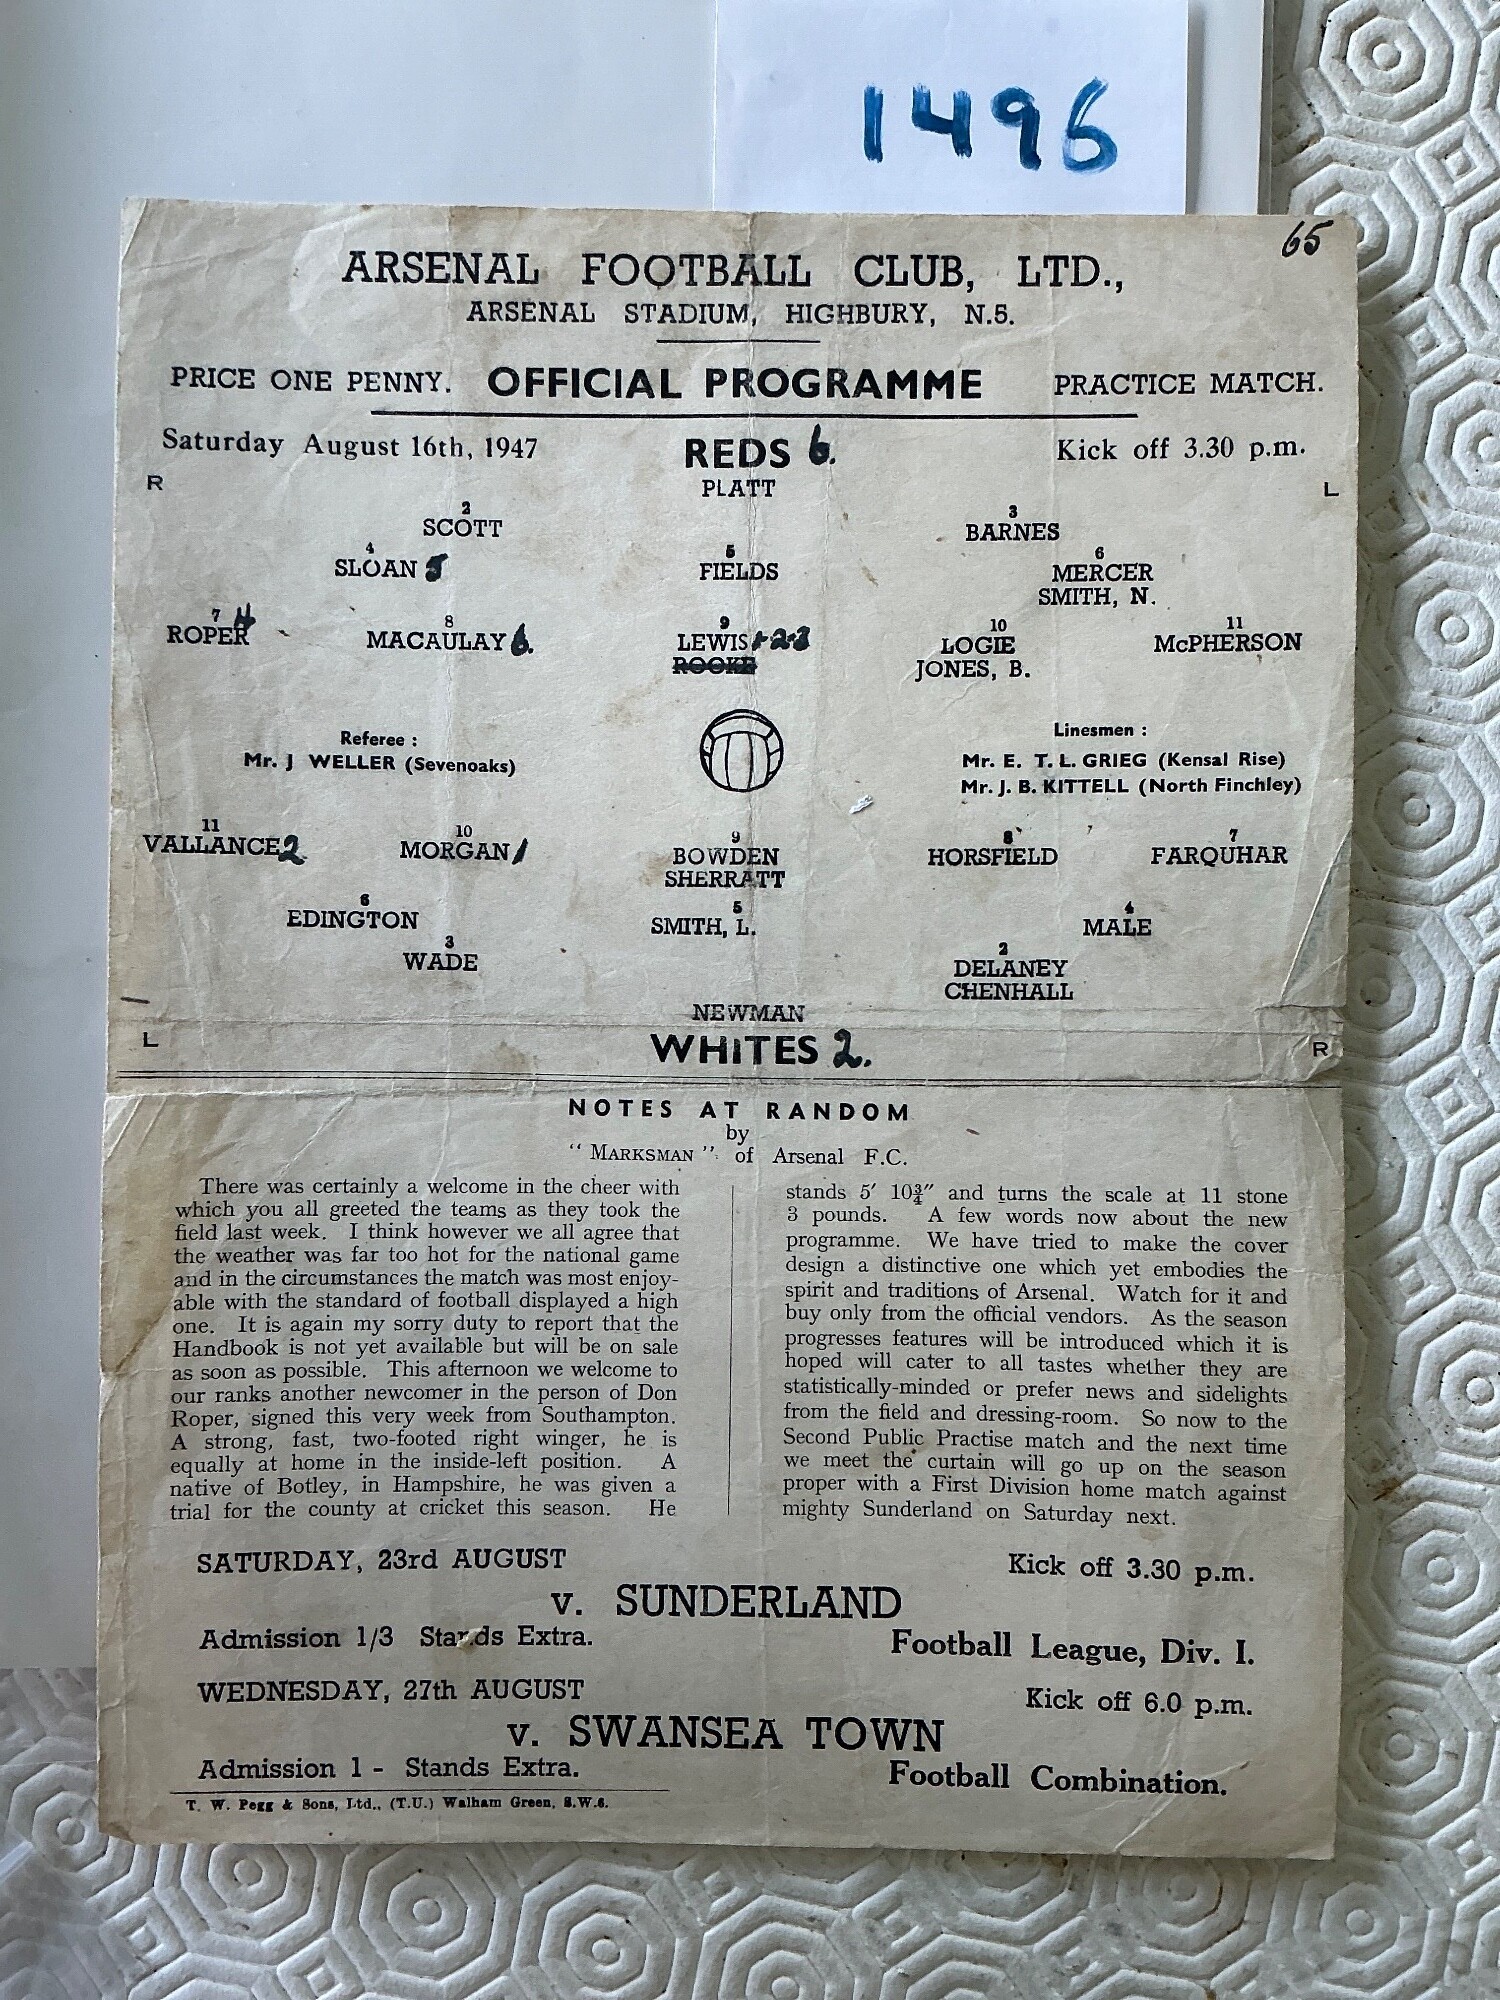 1496
65
ARSENAL FOOTBALL CLUB, LTD.,
ARSENAL STADIUM, HIGHBURY, N.5.
PRICE ONE PENNY. OFFICIAL PROGRAMME PRACTICE MATCH.
Saturday August 16th, 1947 REDS 6. Kick off 3.30 p.m.
R PLATT L
2 3
SCOTT BARNES
4 5 6
SLOAN 5 FIELDS MERCER
SMITH, N.
7 8 9 10 11
ROPER 4 MACAULAY 6. LEWIS 1-2-3 LOGIE McPHERSON
ROOKE JONES, B.
Referee : Linesmen :
Mr. J WELLER (Sevenoaks) Mr. E. T. L. GRIEG (Kensal Rise)
Mr. J. B. KITTELL (North Finchley)
11 10 9 8 7
VALLANCE 2 MORGAN 1 BOWDEN HORSFIELD FARQUHAR
SHERRATT
6 5 4
EDINGTON SMITH, L. MALE
3 2
WADE DELANEY
CHENHALL
NEWMAN
L WHITES 2. R
NOTES AT RANDOM
by
"MARKSMAN" of Arsenal F.C.
There was certainly a welcome in the cheer with
which you all greeted the teams as they took the
field last week. I think however we all agree that
the weather was far too hot for the national game
and in the circumstances the match was most enjoy-
able with the standard of football displayed a high
one. It is again my sorry duty to report that the
Handbook is not yet available but will be on sale
as soon as possible. This afternoon we welcome to
our ranks another newcomer in the person of Don
Roper, signed this very week from Southampton.
A strong, fast, two-footed right winger, he is
equally at home in the inside-left position. A
native of Botley, in Hampshire, he was given a
trial for the county at cricket this season. He
stands 5′ 10¾″ and turns the scale at 11 stone
3 pounds. A few words now about the new
programme. We have tried to make the cover
design a distinctive one which yet embodies the
spirit and traditions of Arsenal. Watch for it and
buy only from the official vendors. As the season
progresses features will be introduced which it is
hoped will cater to all tastes whether they are
statistically-minded or prefer news and sidelights
from the field and dressing-room. So now to the
Second Public Practise match and the next time
we meet the curtain will go up on the season
proper with a First Division home match against
mighty Sunderland on Saturday next.
SATURDAY, 23rd AUGUST Kick off 3.30 p.m.
v. SUNDERLAND
Admission 1/3 Stands Extra. Football League, Div. I.
WEDNESDAY, 27th AUGUST Kick off 6.0 p.m.
v. SWANSEA TOWN
Admission 1 - Stands Extra. Football Combination.
T. W. Pegg & Sons, Ltd., (T.U.) Walham Green, S.W.6.